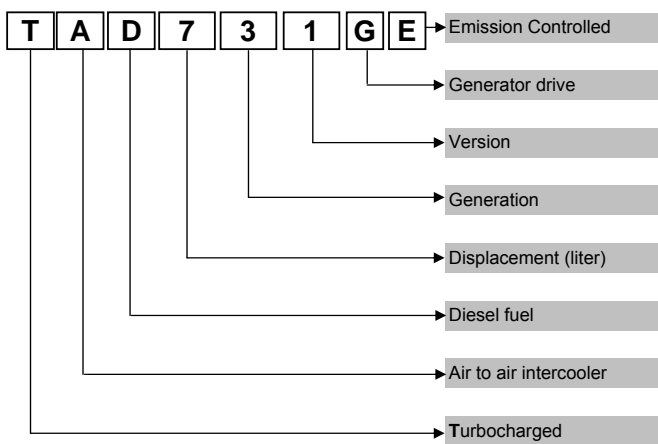 T A D 7 3 1 G E Emission Controlled
Generator drive
Version
Generation
Displacement (liter)
Diesel fuel
Air to air intercooler
Turbocharged